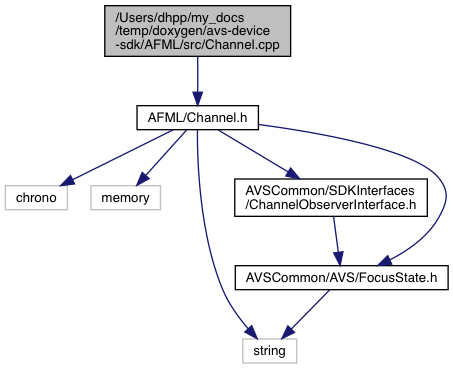 /Users/dhpp/my_docs
/temp/doxygen/avs-device
-sdk/AFML/src/Channel.cpp
AFML/Channel.h
chrono
memory
AVSCommon/SDKInterfaces
/ChannelObserverInterface.h
AVSCommon/AVS/FocusState.h
string